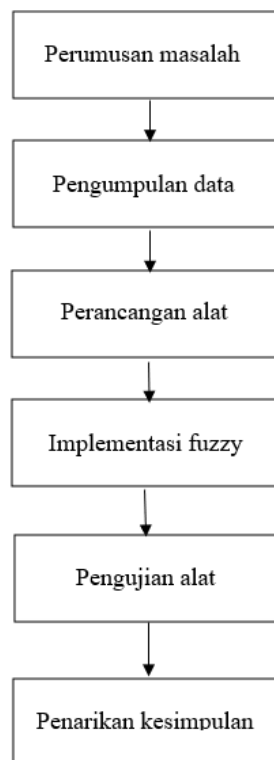 Perumusan masalah
Pengumpulan data
Perancangan alat
Implementasi fuzzy
Pengujian alat
Penarikan kesimpulan